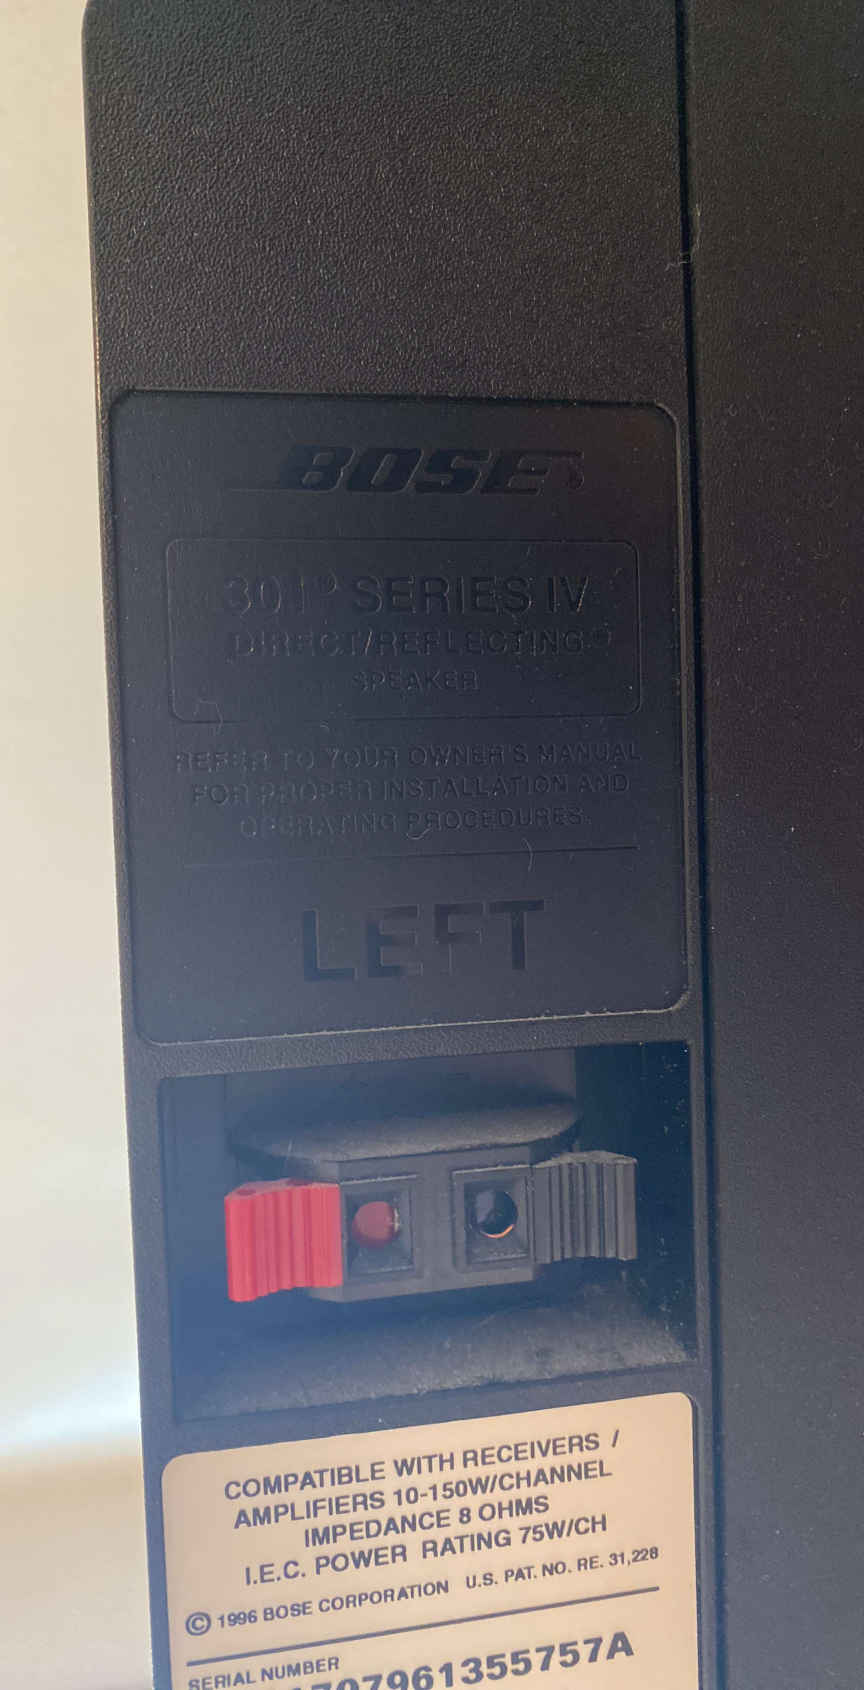 BOSE®
301® SERIES IV
DIRECT/REFLECTING®
SPEAKER
REFER TO YOUR OWNER'S MANUAL
FOR PROPER INSTALLATION AND
OPERATING PROCEDURES.
LEFT
+ -
COMPATIBLE WITH RECEIVERS /
AMPLIFIERS 10-150W/CHANNEL
IMPEDANCE 8 OHMS
I.E.C. POWER RATING 75W/CH
© 1996 BOSE CORPORATION U.S. PAT. NO. RE. 31,228
SERIAL NUMBER